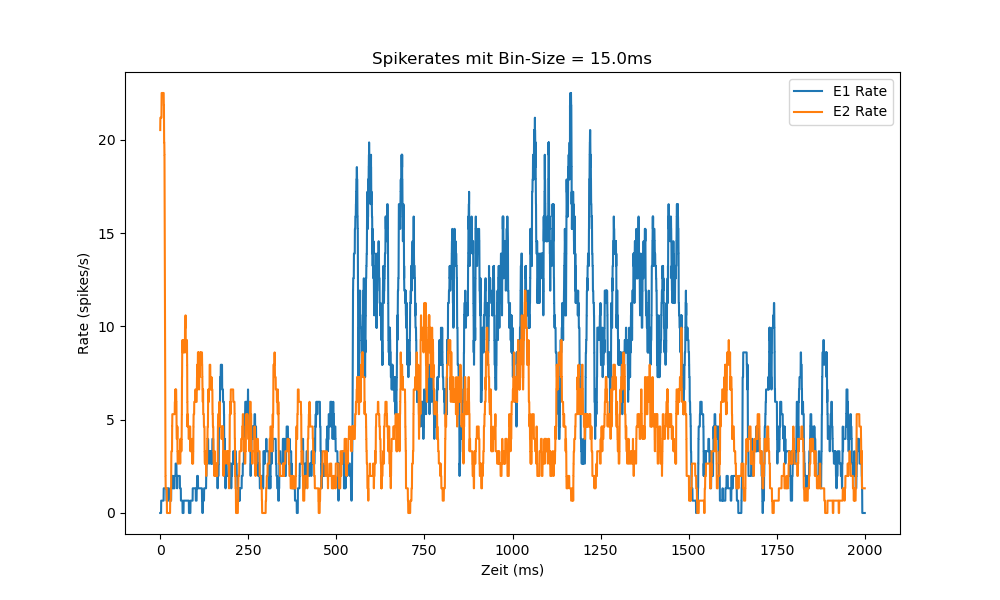 Spikerates mit Bin-Size = 15.0ms
E1 Rate
E2 Rate
Rate (spikes/s)
20
15
10
5
0
0 250 500 750 1000 1250 1500 1750 2000
Zeit (ms)